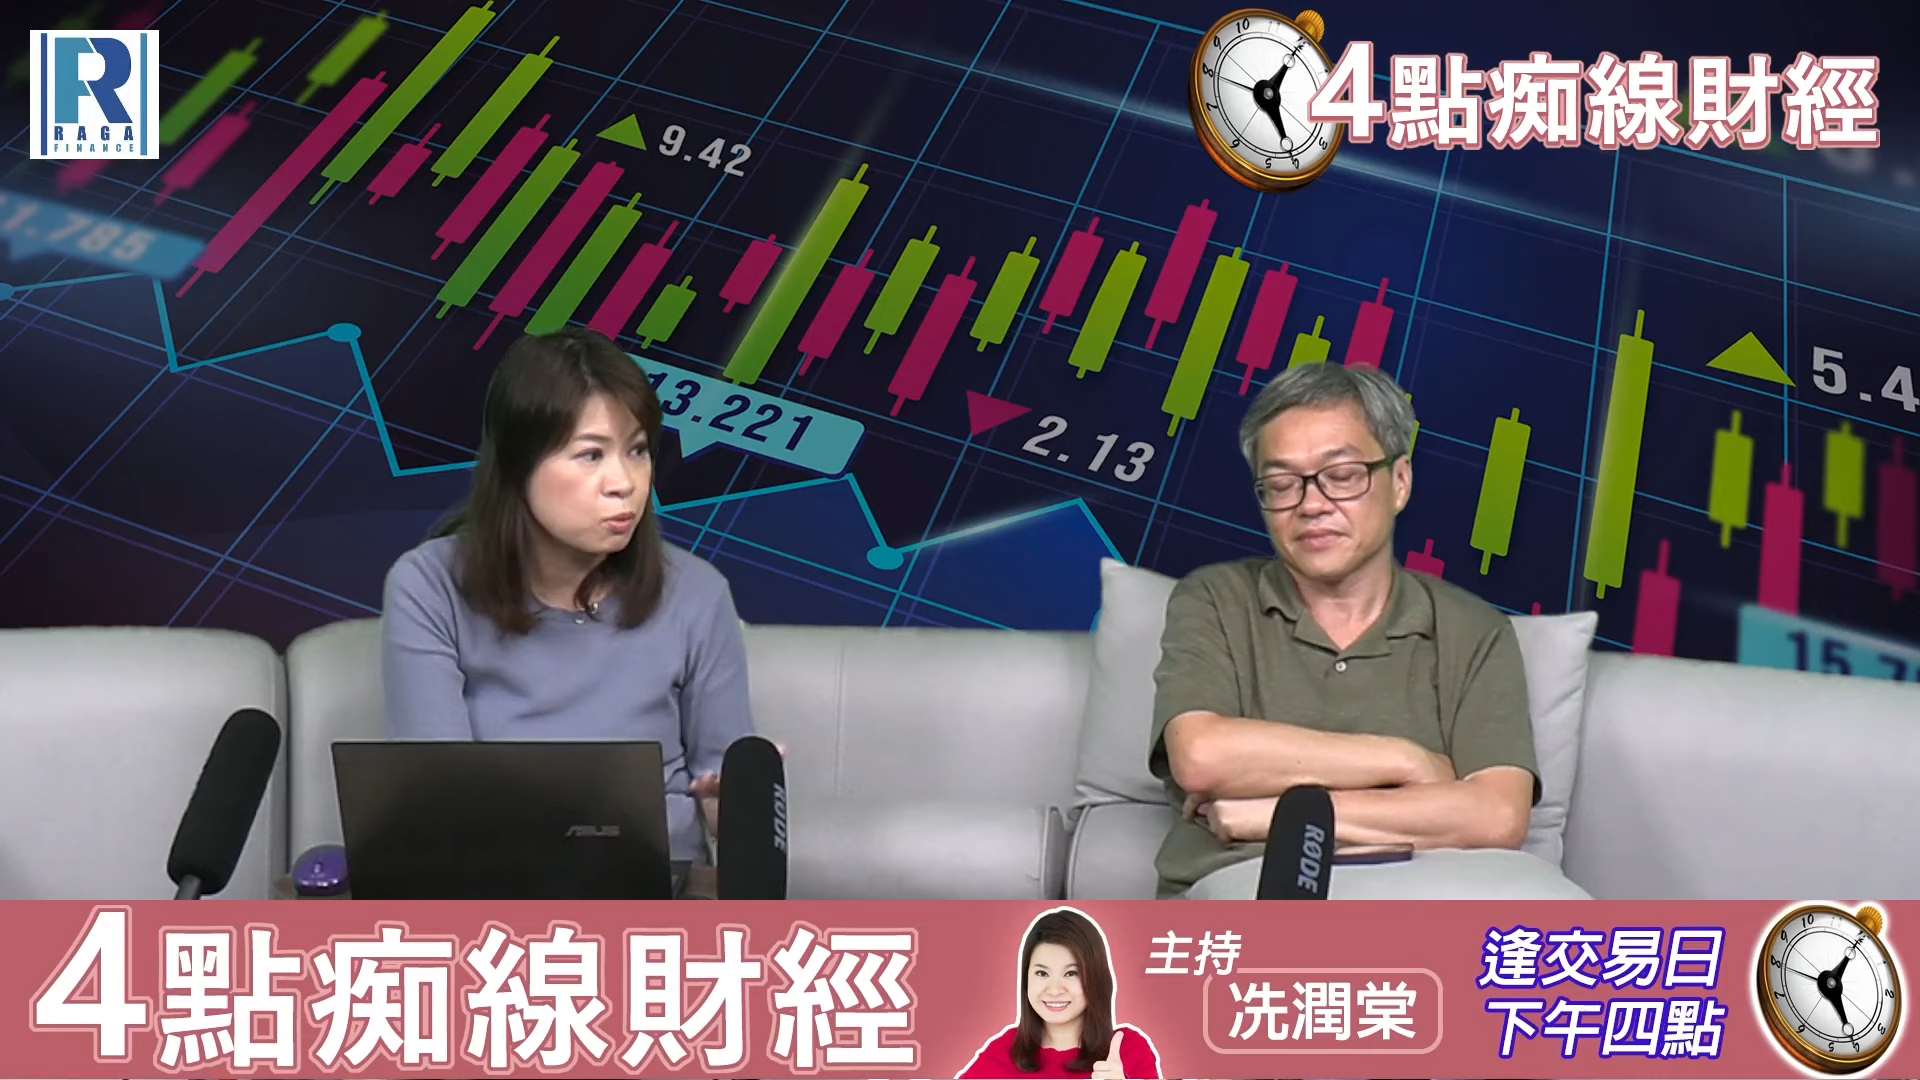 RAGA
FINANCE
4點痴線財經
9.42
1.785
13.221
2.13
5.4
ASUS
RØDE
RØDE
4點痴線財經
主持
冼潤棠
逢交易日
下午四點